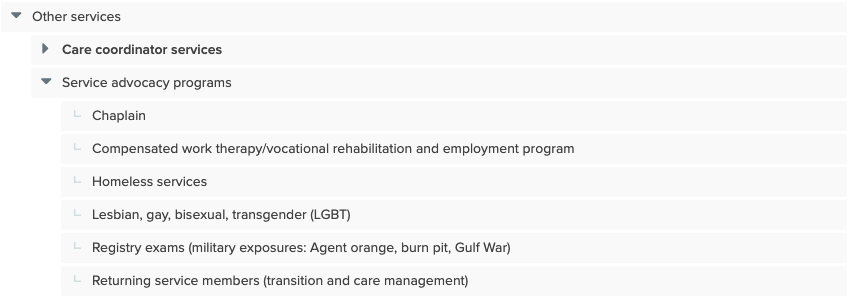 Other services
Care coordinator services
Service advocacy programs
Chaplain
Compensated work therapy/vocational rehabilitation and employment program
Homeless services
Lesbian, gay, bisexual, transgender (LGBT)
Registry exams (military exposures: Agent orange, burn pit, Gulf War)
Returning service members (transition and care management)